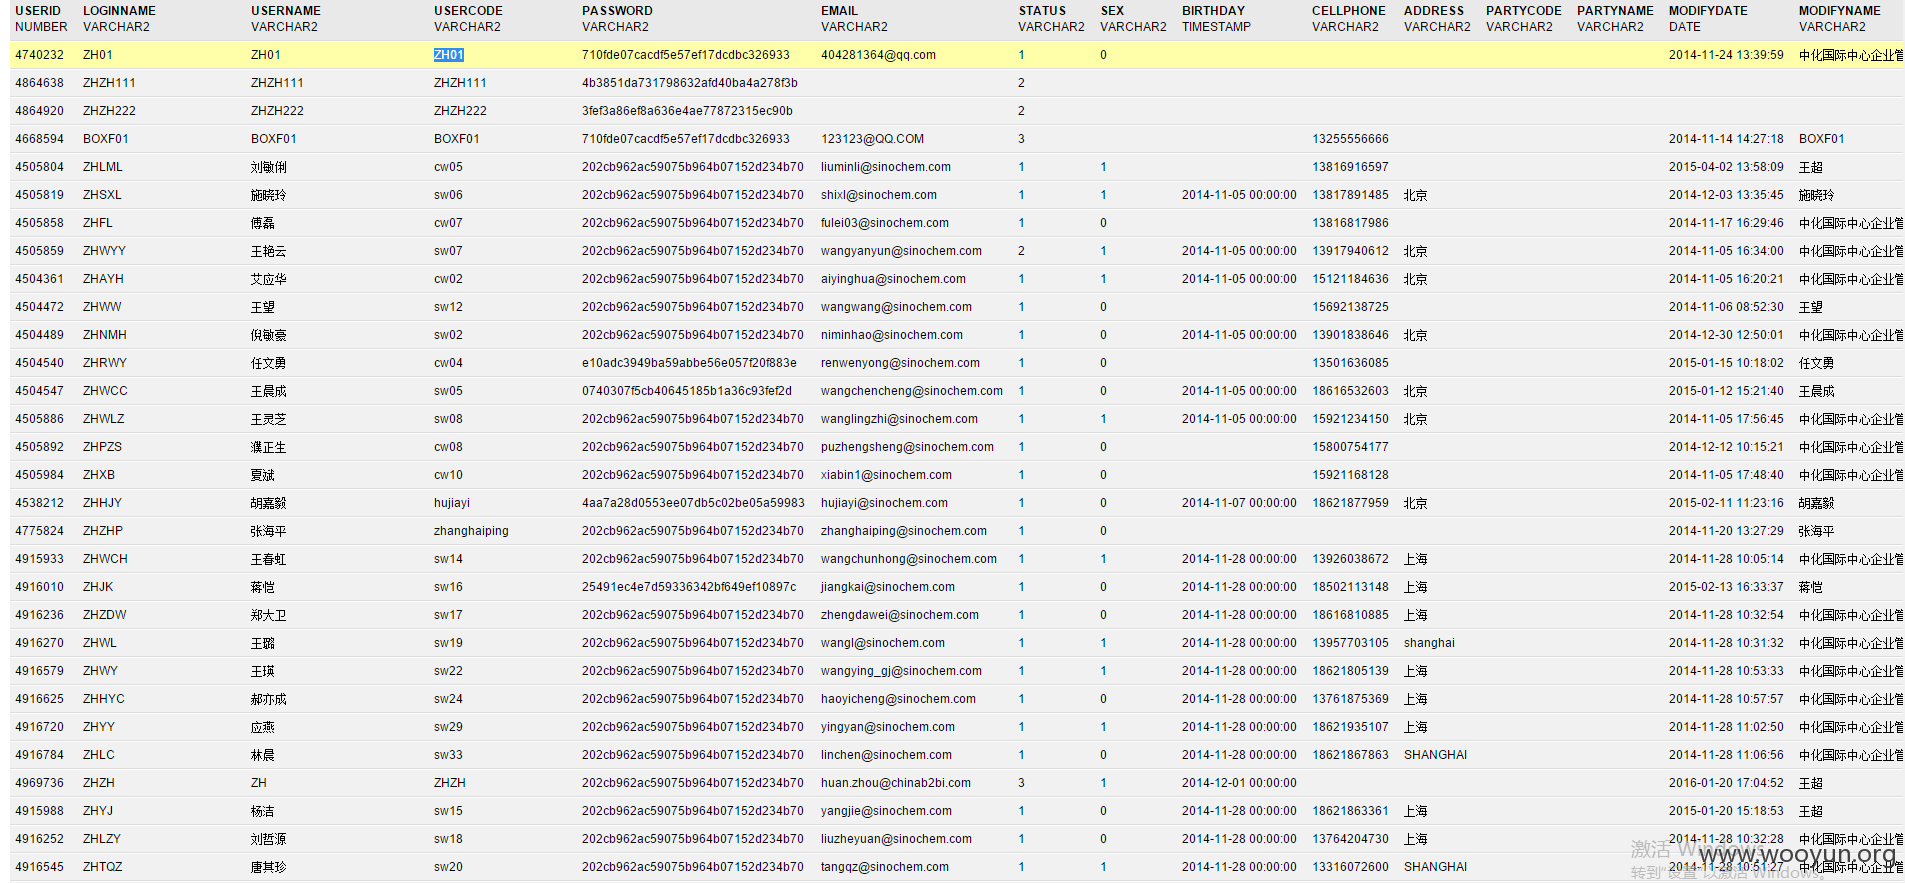 USERID LOGINNAME USERNAME USERCODE PASSWORD EMAIL STATUS SEX BIRTHDAY CELLPHONE ADDRESS PARTYCODE PARTYNAME MODIFYDATE MODIFYNAME
NUMBER VARCHAR2 VARCHAR2 VARCHAR2 VARCHAR2 VARCHAR2 VARCHAR2 VARCHAR2 TIMESTAMP VARCHAR2 VARCHAR2 VARCHAR2 VARCHAR2 DATE VARCHAR2
4740232 ZH01 ZH01 ZH01 710fde07cacdf5e57ef17dcdbc326933 404281364@qq.com 1 0 2014-11-24 13:39:59 中化国际中心企业管
4864638 ZHZH111 ZHZH111 ZHZH111 4b3851da731798632afd40ba4a278f3b 2
4864920 ZHZH222 ZHZH222 ZHZH222 3fef3a86ef8a636e4ae77872315ec90b 2
4668594 BOXF01 BOXF01 BOXF01 710fde07cacdf5e57ef17dcdbc326933 123123@QQ.COM 3 13255556666 2014-11-14 14:27:18 BOXF01
4505804 ZHLML 刘敏俐 cw05 202cb962ac59075b964b07152d234b70 liuminli@sinochem.com 1 1 13816916597 2015-04-02 13:58:09 王超
4505819 ZHSXL 施晓玲 sw06 202cb962ac59075b964b07152d234b70 shixl@sinochem.com 1 1 2014-11-05 00:00:00 13817891485 北京 2014-12-03 13:35:45 施晓玲
4505858 ZHFL 傅磊 cw07 202cb962ac59075b964b07152d234b70 fulei03@sinochem.com 1 0 13816817986 2014-11-17 16:29:46 中化国际中心企业管
4505859 ZHWYY 王艳云 sw07 202cb962ac59075b964b07152d234b70 wangyanyun@sinochem.com 2 1 2014-11-05 00:00:00 13917940612 北京 2014-11-05 16:34:00 中化国际中心企业管
4504361 ZHAYH 艾应华 cw02 202cb962ac59075b964b07152d234b70 aiyinghua@sinochem.com 1 1 2014-11-05 00:00:00 15121184636 北京 2014-11-05 16:20:21 中化国际中心企业管
4504472 ZHWW 王望 sw12 202cb962ac59075b964b07152d234b70 wangwang@sinochem.com 1 0 15692138725 2014-11-06 08:52:30 王望
4504489 ZHNMH 倪敏豪 sw02 202cb962ac59075b964b07152d234b70 niminhao@sinochem.com 1 0 2014-11-05 00:00:00 13901838646 北京 2014-12-30 12:50:01 中化国际中心企业管
4504540 ZHRWY 任文勇 cw04 e10adc3949ba59abbe56e057f20f883e renwenyong@sinochem.com 1 0 13501636085 2015-01-15 10:18:02 任文勇
4504547 ZHWCC 王晨成 sw05 0740307f5cb40645185b1a36c93fef2d wangchencheng@sinochem.com 1 0 2014-11-05 00:00:00 18616532603 北京 2015-01-12 15:21:40 王晨成
4505886 ZHWLZ 王灵芝 sw08 202cb962ac59075b964b07152d234b70 wanglingzhi@sinochem.com 1 1 2014-11-05 00:00:00 15921234150 北京 2014-11-05 17:56:45 中化国际中心企业管
4505892 ZHPZS 濮正生 cw08 202cb962ac59075b964b07152d234b70 puzhengsheng@sinochem.com 1 0 15800754177 2014-12-12 10:15:21 中化国际中心企业管
4505984 ZHXB 夏斌 cw10 202cb962ac59075b964b07152d234b70 xiabin1@sinochem.com 1 0 15921168128 2014-11-05 17:48:40 中化国际中心企业管
4538212 ZHHJY 胡嘉毅 hujiayi 4aa7a28d0553ee07db5c02be05a59983 hujiayi@sinochem.com 1 0 2014-11-07 00:00:00 18621877959 北京 2015-02-11 11:23:16 胡嘉毅
4775824 ZHZHP 张海平 zhanghaiping 202cb962ac59075b964b07152d234b70 zhanghaiping@sinochem.com 1 0 2014-11-20 13:27:29 张海平
4915933 ZHWCH 王春虹 sw14 202cb962ac59075b964b07152d234b70 wangchunhong@sinochem.com 1 1 2014-11-28 00:00:00 13926038672 上海 2014-11-28 10:05:14 中化国际中心企业管
4916010 ZHJK 蒋恺 sw16 25491ec4e7d59336342bf649ef10897c jiangkai@sinochem.com 1 0 2014-11-28 00:00:00 18502113148 上海 2015-02-13 16:33:37 蒋恺
4916236 ZHZDW 郑大卫 sw17 202cb962ac59075b964b07152d234b70 zhengdawei@sinochem.com 1 0 2014-11-28 00:00:00 18616810885 上海 2014-11-28 10:32:54 中化国际中心企业管
4916270 ZHWL 王璐 sw19 202cb962ac59075b964b07152d234b70 wangl@sinochem.com 1 1 2014-11-28 00:00:00 13957703105 shanghai 2014-11-28 10:31:32 中化国际中心企业管
4916579 ZHWY 王瑛 sw22 202cb962ac59075b964b07152d234b70 wangying_gj@sinochem.com 1 1 2014-11-28 00:00:00 18621805139 上海 2014-11-28 10:53:33 中化国际中心企业管
4916625 ZHHYC 郝亦成 sw24 202cb962ac59075b964b07152d234b70 haoyicheng@sinochem.com 1 0 2014-11-28 00:00:00 13761875369 上海 2014-11-28 10:57:57 中化国际中心企业管
4916720 ZHYY 应燕 sw29 202cb962ac59075b964b07152d234b70 yingyan@sinochem.com 1 1 2014-11-28 00:00:00 18621935107 上海 2014-11-28 11:02:50 中化国际中心企业管
4916784 ZHLC 林晨 sw33 202cb962ac59075b964b07152d234b70 linchen@sinochem.com 1 0 2014-11-28 00:00:00 18621867863 SHANGHAI 2014-11-28 11:06:56 中化国际中心企业管
4969736 ZHZH ZH ZHZH 202cb962ac59075b964b07152d234b70 huan.zhou@chinab2bi.com 3 1 2014-12-01 00:00:00 2016-01-20 17:04:52 王超
4915988 ZHYJ 杨洁 sw15 202cb962ac59075b964b07152d234b70 yangjie@sinochem.com 1 0 2014-11-28 00:00:00 18621863361 上海 2015-01-20 15:18:53 王超
4916252 ZHLZY 刘哲源 sw18 202cb962ac59075b964b07152d234b70 liuzheyuan@sinochem.com 1 0 2014-11-28 00:00:00 13764204730 上海 2014-11-28 10:32:28 中化国际中心企业管
4916545 ZHTQZ 唐其珍 sw20 202cb962ac59075b964b07152d234b70 tangqz@sinochem.com 1 1 2014-11-28 00:00:00 13316072600 SHANGHAI 2014-11-28 10:51:27 中化国际中心企业管
激活 Windows
转到"设置"以激活 Windows。
www.wooyun.org